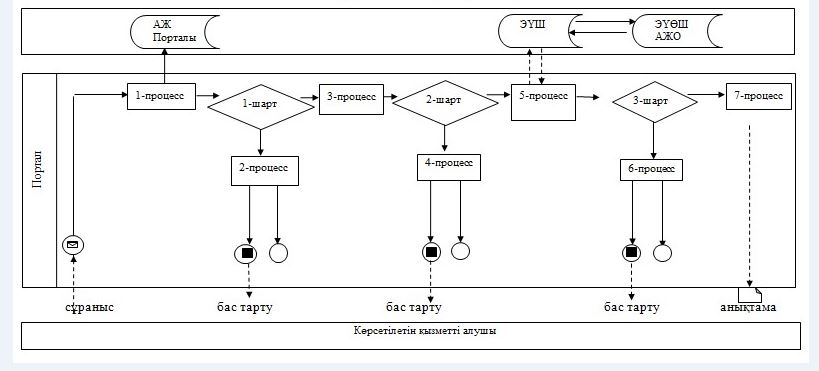 АЖ
Порталы
ЭҮШ
ЭҮӨШ
АЖО
Портал
1-процесс
1-шарт
3-процесс
2-шарт
5-процесс
3-шарт
7-процесс
2-процесс
4-процесс
6-процесс
сұраныс
бас тарту
бас тарту
бас тарту
анықтама
Көрсетілетін қызметті алушы